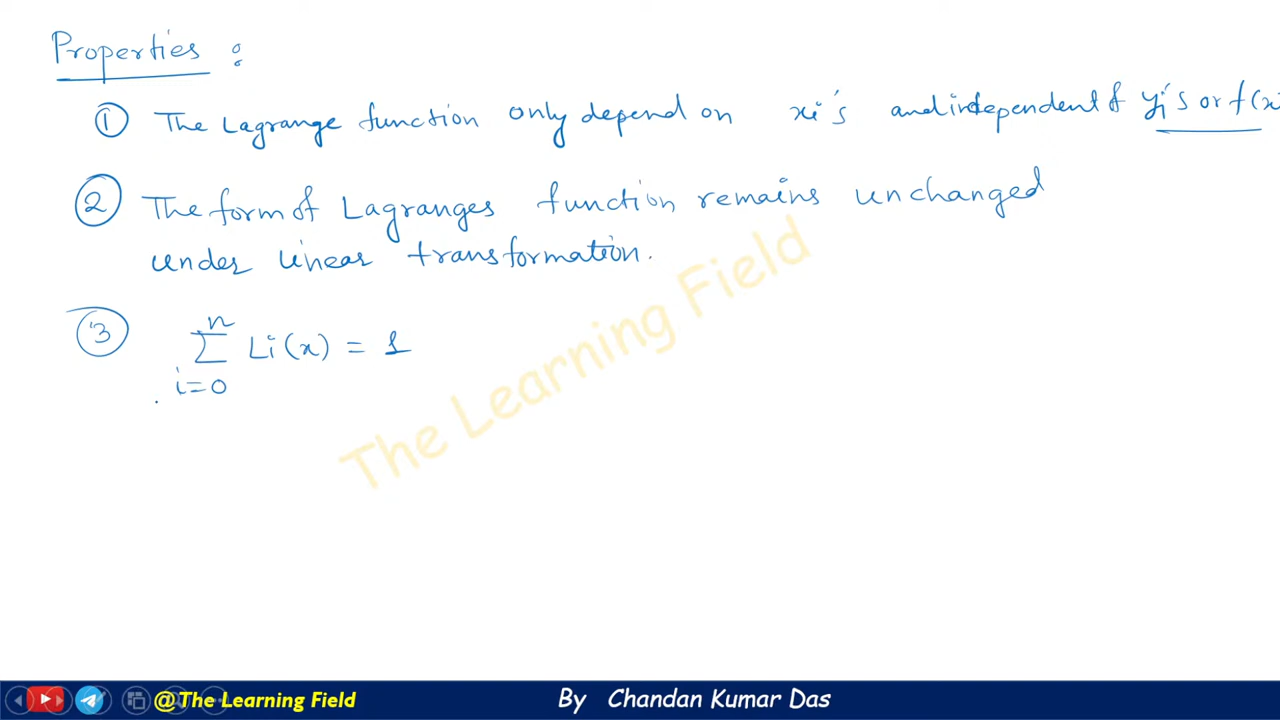 Properties :
① The Lagrange function only depend on xi's and independent of yi's or f(x
② The form of Lagranges function remains unchanged
under linear transformation.
③ n
∑ Li(x) = 1
i=0
The Learning Field
@The Learning Field By Chandan Kumar Das